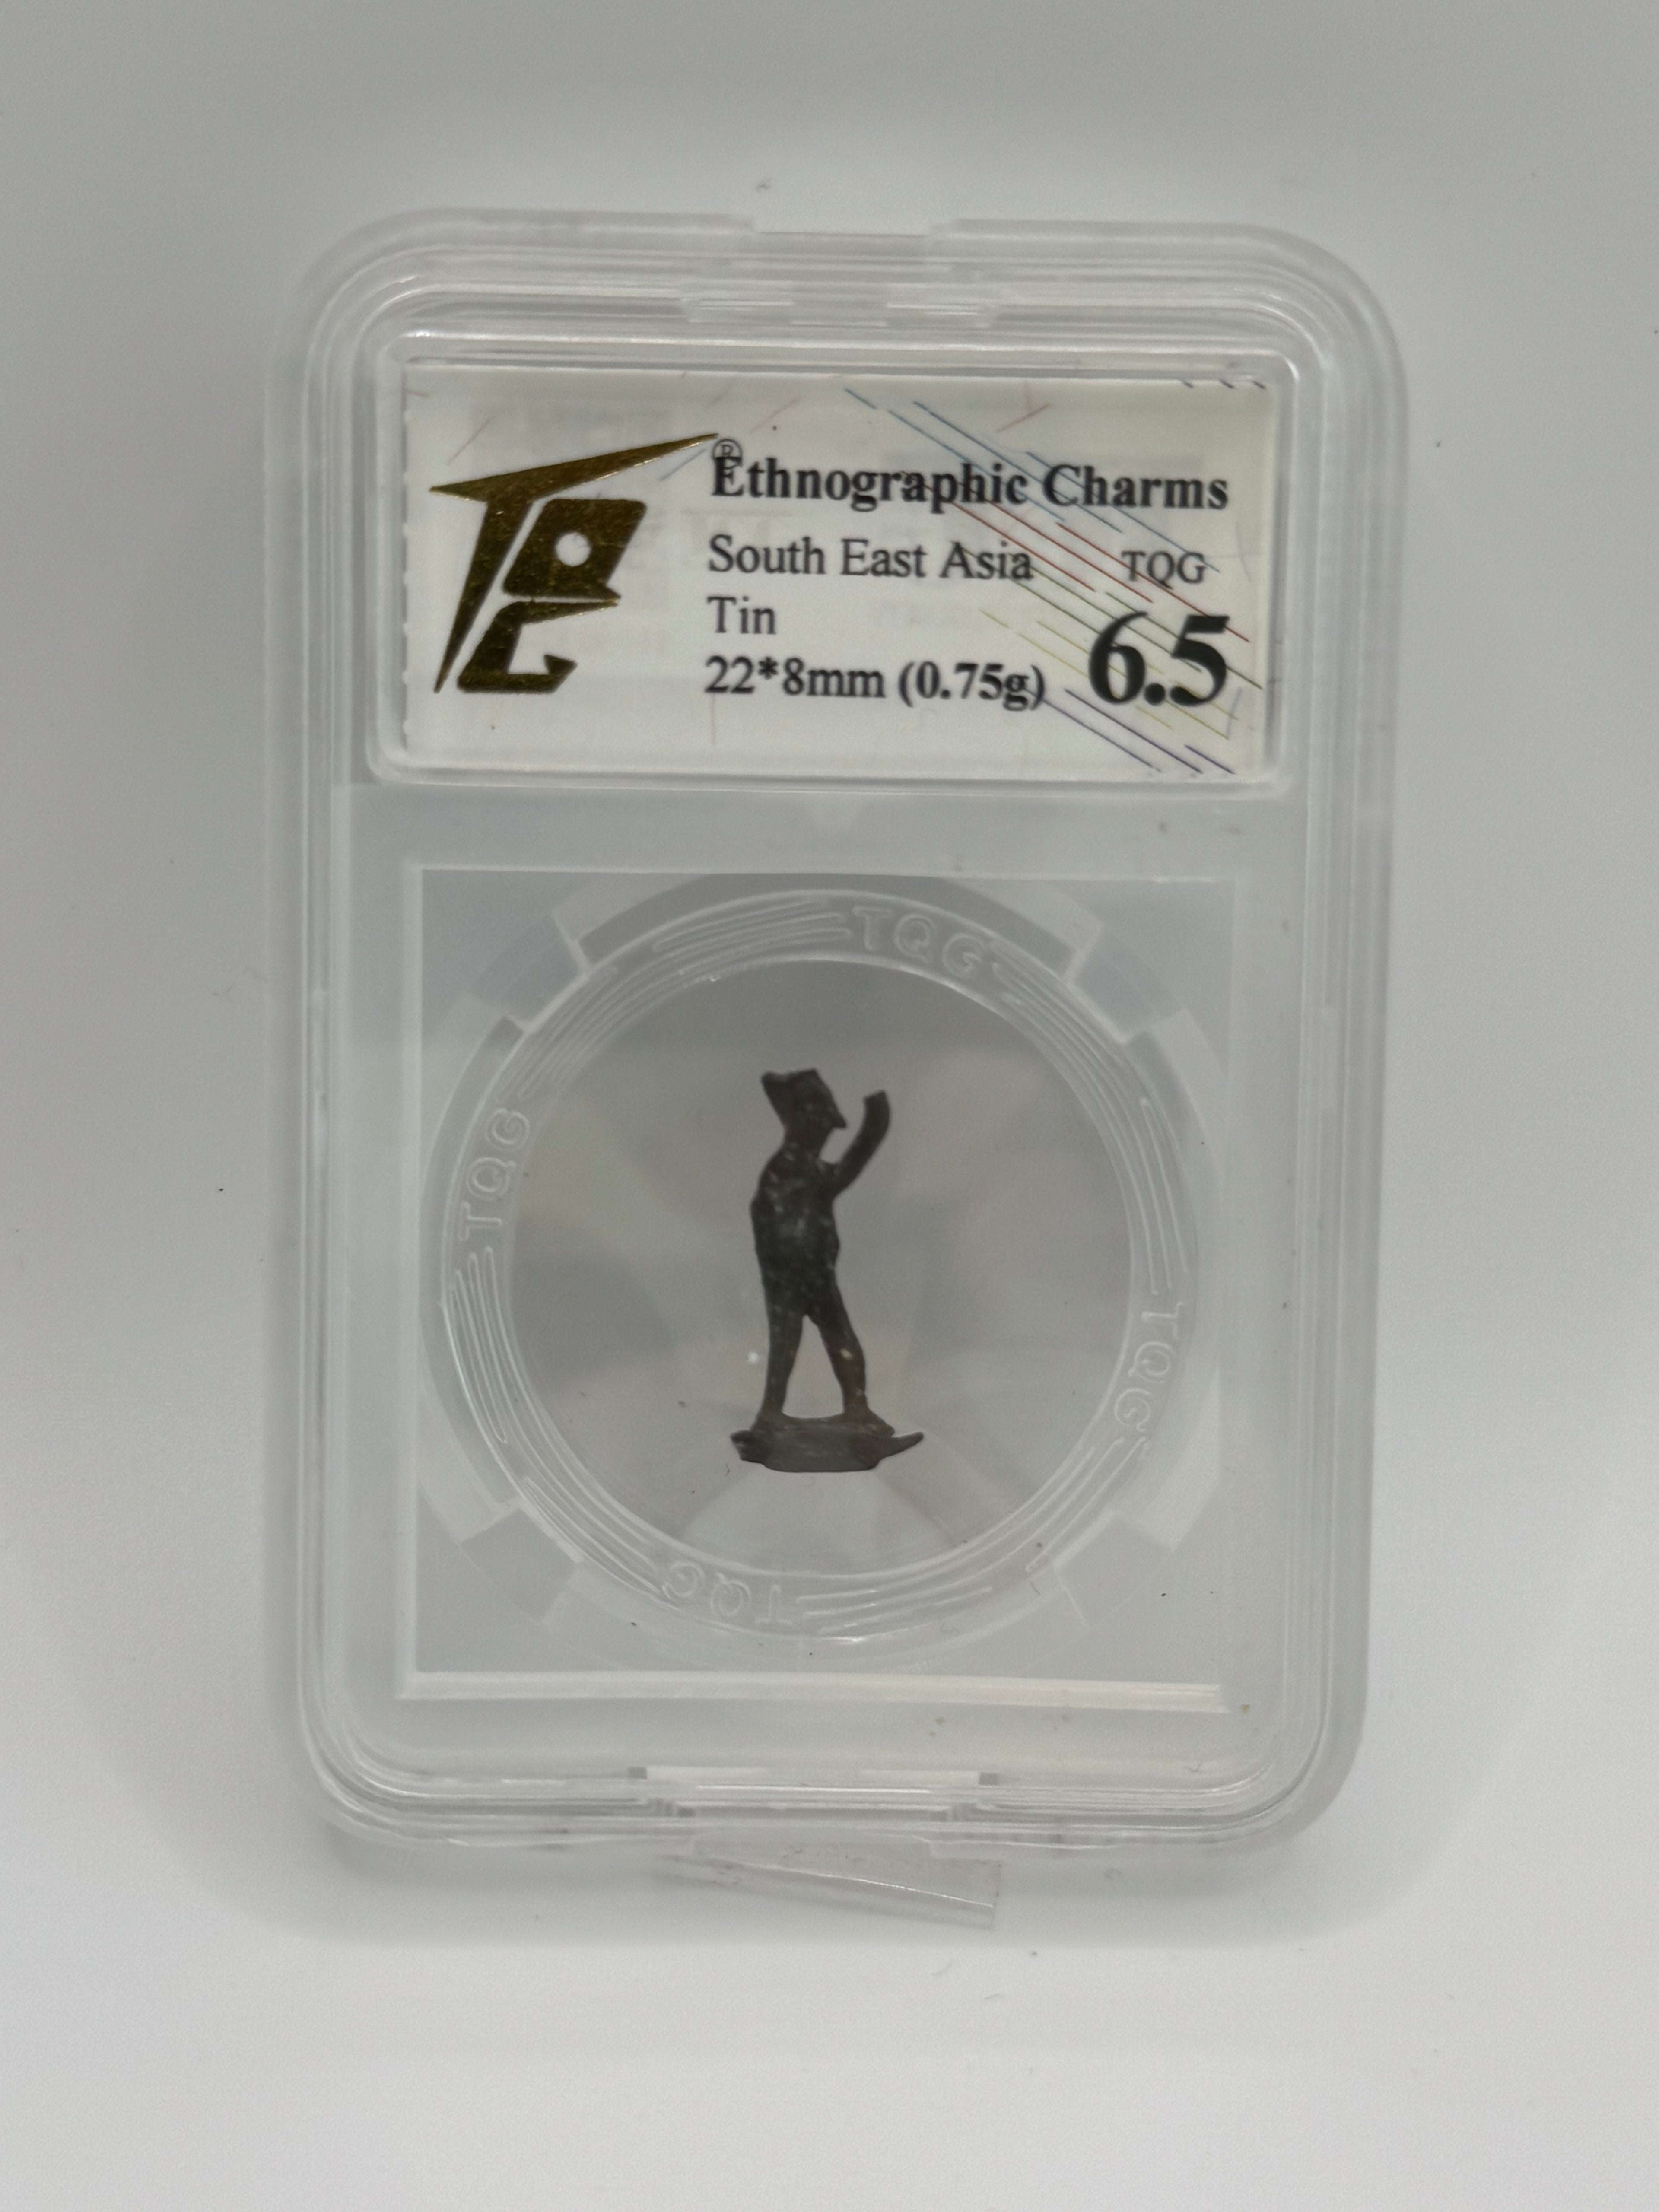 ®
Ethnographic Charms
South East Asia TQG
Tin
22*8mm (0.75g) 6.5
TQG
TQG
TQG
TQG